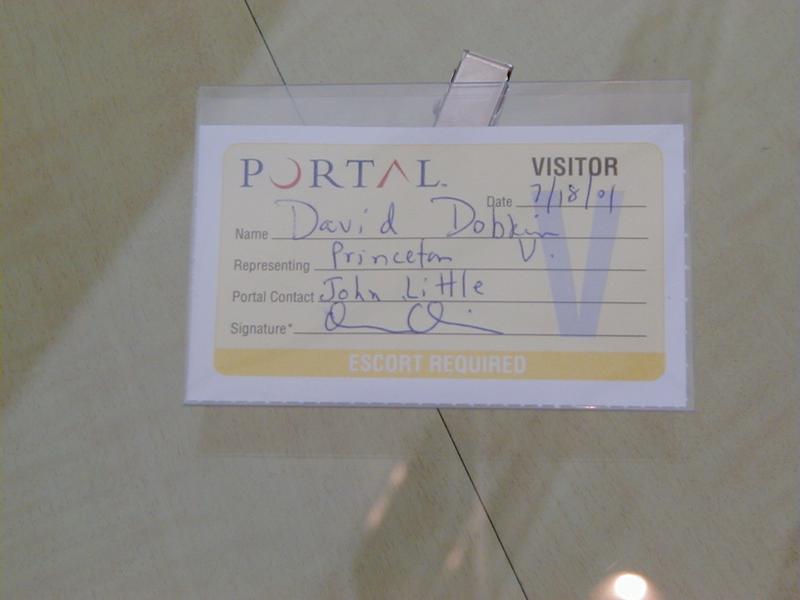 PORTAL VISITOR
Date 7/18/01
Name David Dobkin
Representing Princeton U.
Portal Contact John Little
Signature*
ESCORT REQUIRED